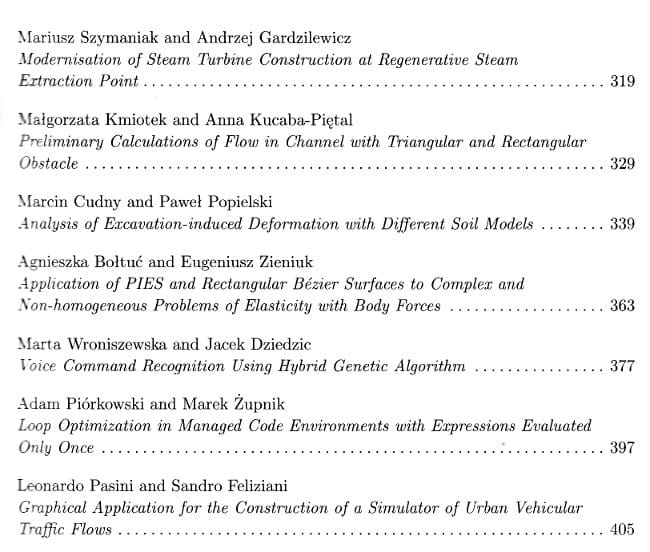 Mariusz Szymaniak and Andrzej Gardzilewicz
Modernisation of Steam Turbine Construction at Regenerative Steam
Extraction Point . . . . . . . . . . . . . . . . . . . . . . . . . . . . . . . . . . . . . . . . . . . . . . . . . . . . . . . . 319
Małgorzata Kmiotek and Anna Kucaba-Piętal
Preliminary Calculations of Flow in Channel with Triangular and Rectangular
Obstacle . . . . . . . . . . . . . . . . . . . . . . . . . . . . . . . . . . . . . . . . . . . . . . . . . . . . . . . . . . . . . . . 329
Marcin Cudny and Paweł Popielski
Analysis of Excavation-induced Deformation with Different Soil Models . . . . . . . . 339
Agnieszka Bołtuć and Eugeniusz Zieniuk
Application of PIES and Rectangular Bézier Surfaces to Complex and
Non-homogeneous Problems of Elasticity with Body Forces . . . . . . . . . . . . . . . . . . . 363
Marta Wroniszewska and Jacek Dziedzic
Voice Command Recognition Using Hybrid Genetic Algorithm . . . . . . . . . . . . . . . . 377
Adam Piórkowski and Marek Żupnik
Loop Optimization in Managed Code Environments with Expressions Evaluated
Only Once . . . . . . . . . . . . . . . . . . . . . . . . . . . . . . . . . . . . . . . . . . . . . . . . . . . . . . . . . . . . . 397
Leonardo Pasini and Sandro Feliziani
Graphical Application for the Construction of a Simulator of Urban Vehicular
Traffic Flows . . . . . . . . . . . . . . . . . . . . . . . . . . . . . . . . . . . . . . . . . . . . . . . . . . . . . . . . . . . 405